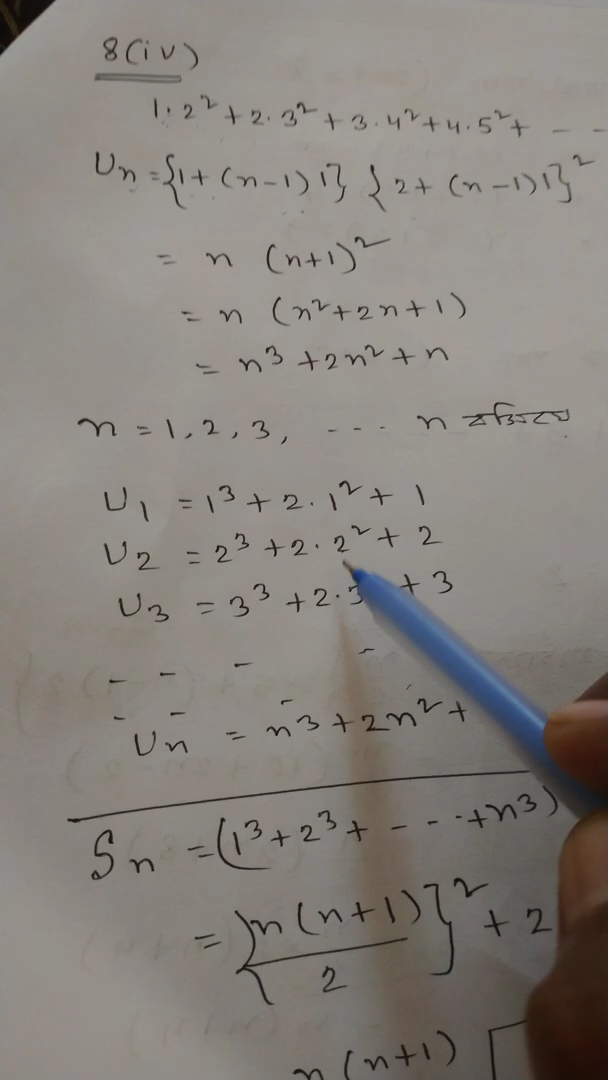 8(iv)
1.2² + 2.3² + 3.4² + 4.5² + - -
Un = {1+(n-1)1} {2+(n-1)1}²
= n (n+1)²
= n (n²+2n+1)
= n³ + 2n² + n
n = 1, 2, 3, --- n
U1 = 1³ + 2.1² + 1
U2 = 2³ + 2.2² + 2
U3 = 3³ + 2.3 + 3
- - - -
- - -
Un = n3 + 2n² +
Sn = (1³ + 2³ + - - - + n³)
= {n(n+1)/2}² + 2
n(n+1) [